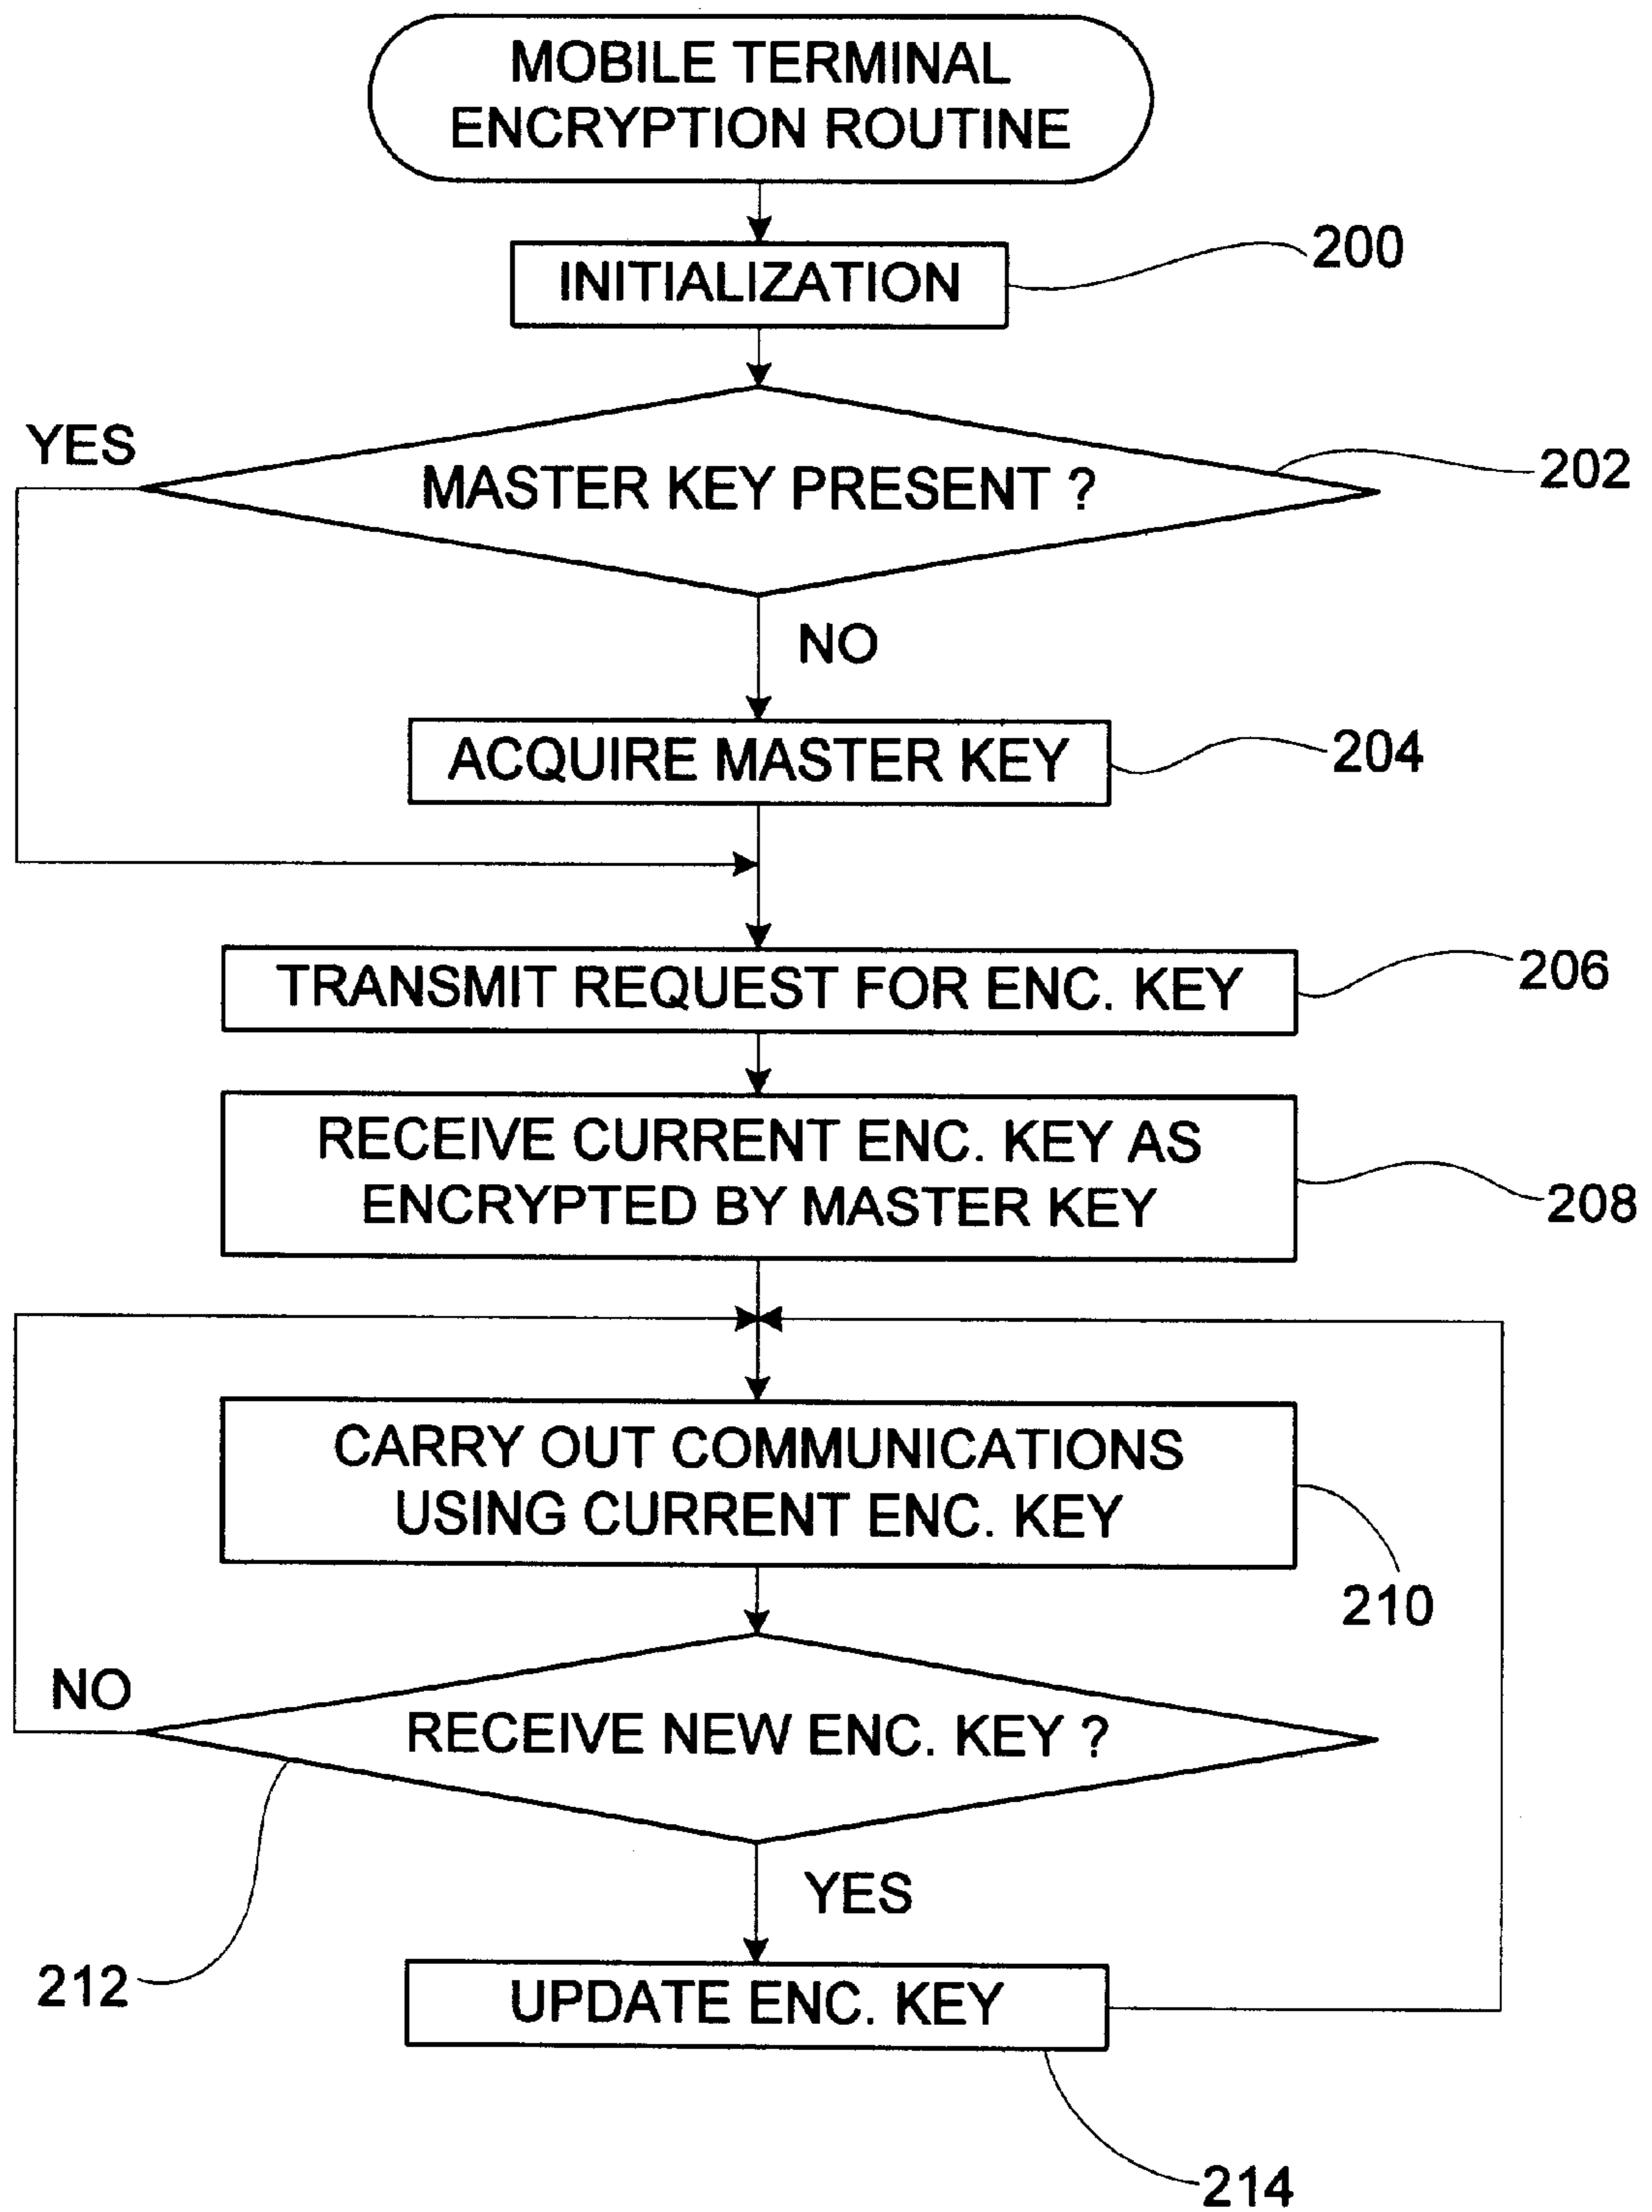 MOBILE TERMINAL
ENCRYPTION ROUTINE
INITIALIZATION
200
YES
MASTER KEY PRESENT ?
202
NO
ACQUIRE MASTER KEY
204
TRANSMIT REQUEST FOR ENC. KEY
206
RECEIVE CURRENT ENC. KEY AS
ENCRYPTED BY MASTER KEY
208
CARRY OUT COMMUNICATIONS
USING CURRENT ENC. KEY
210
NO
RECEIVE NEW ENC. KEY ?
YES
212
UPDATE ENC. KEY
214